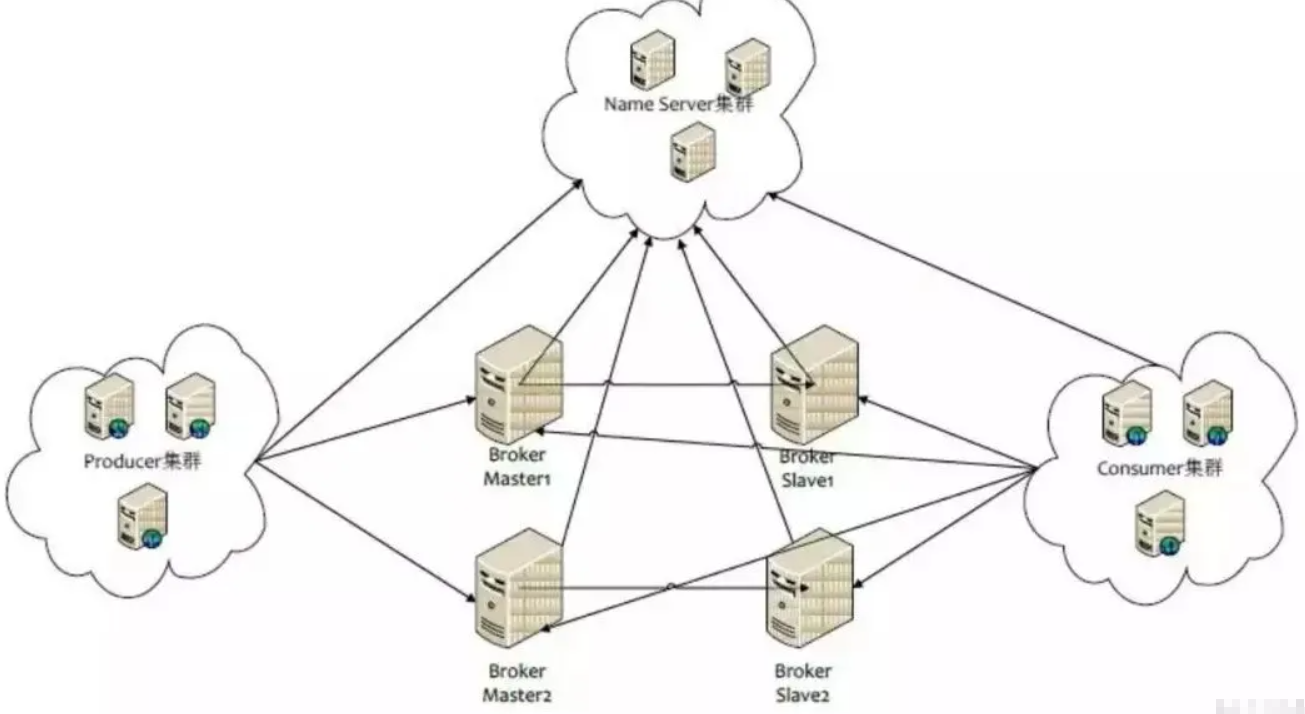 Name Server集群
Producer集群
Broker
Master1
Broker
Slave1
Consumer集群
Broker
Master2
Broker
Slave2